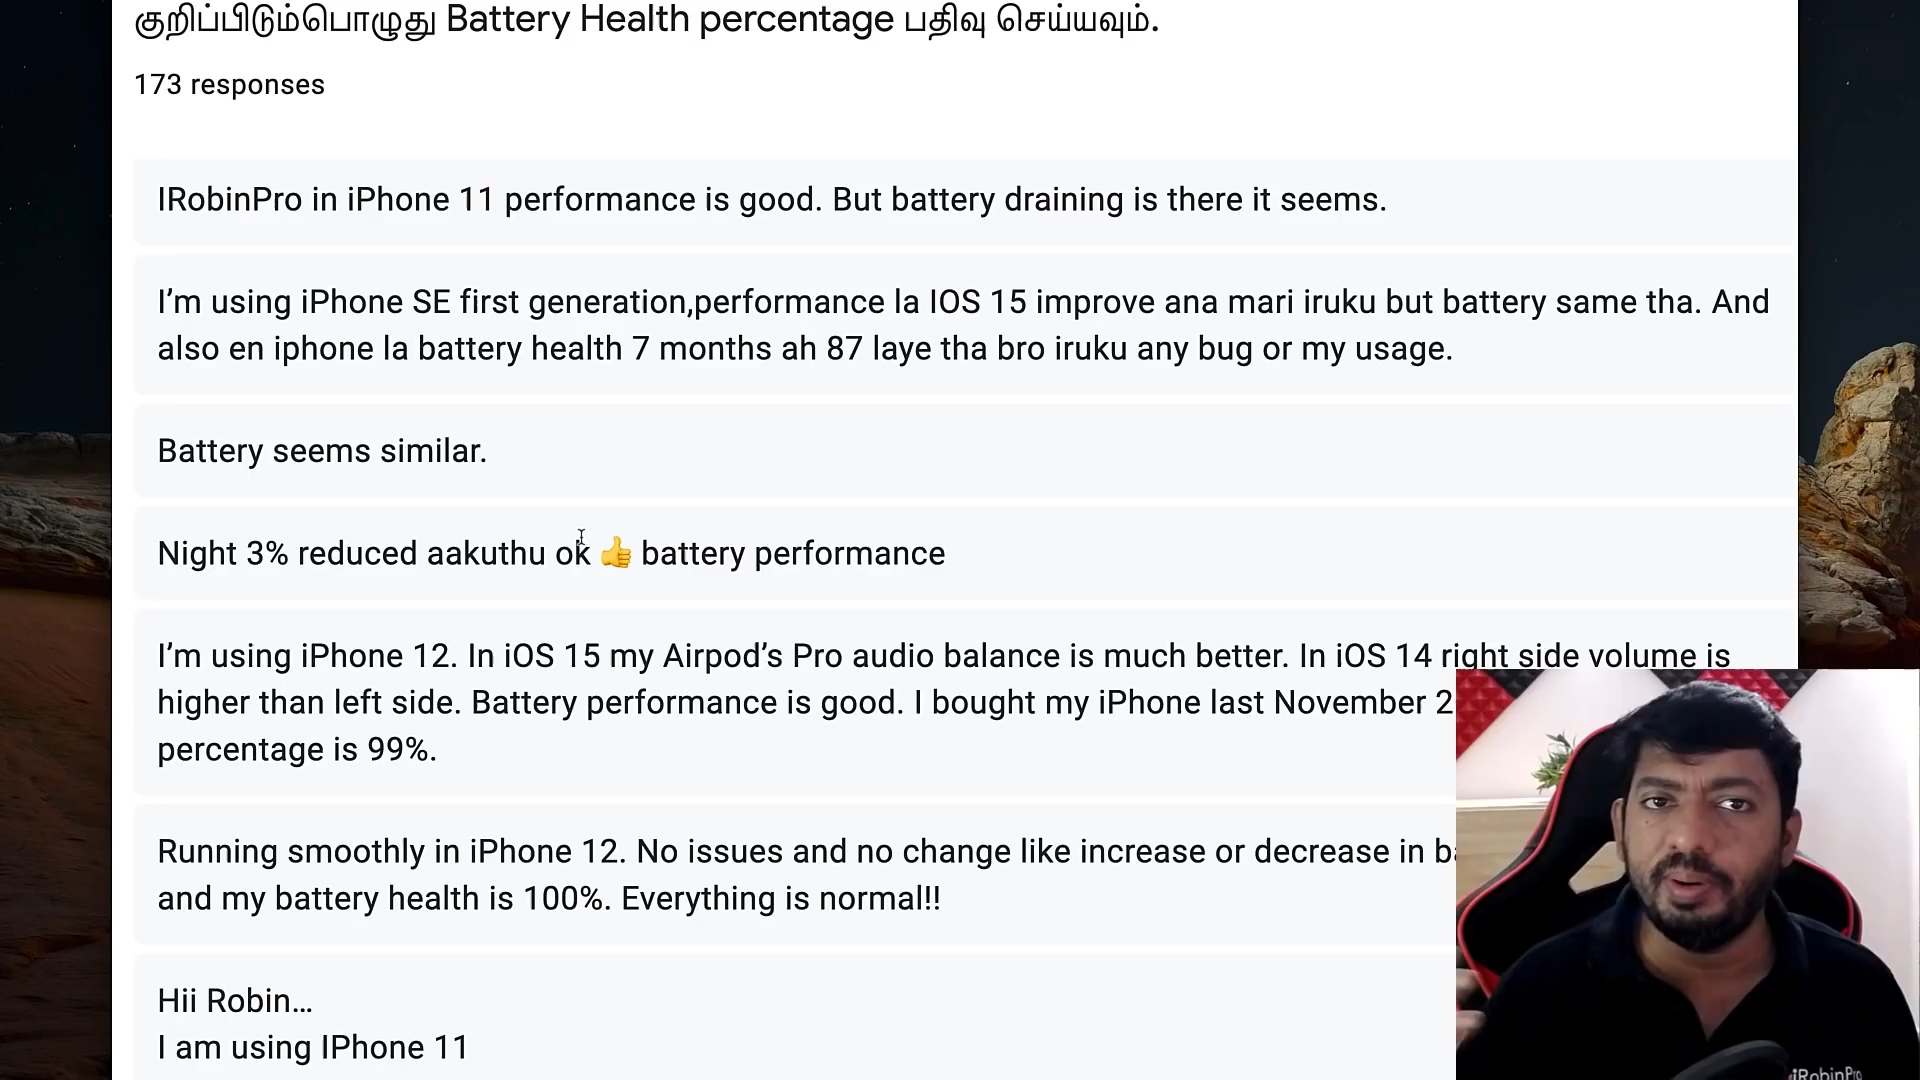 குறிப்பிடும்பொழுது Battery Health percentage பதிவு செய்யவும்.
173 responses
IRobinPro in iPhone 11 performance is good. But battery draining is there it seems.
I’m using iPhone SE first generation,performance la IOS 15 improve ana mari iruku but battery same tha. And
also en iphone la battery health 7 months ah 87 laye tha bro iruku any bug or my usage.
Battery seems similar.
Night 3% reduced aakuthu ok 👍 battery performance
I’m using iPhone 12. In iOS 15 my Airpod’s Pro audio balance is much better. In iOS 14 right side volume is
higher than left side. Battery performance is good. I bought my iPhone last November
percentage is 99%.
Running smoothly in iPhone 12. No issues and no change like increase or decrease in
and my battery health is 100%. Everything is normal!!
Hii Robin…
I am using IPhone 11
iRobinPro